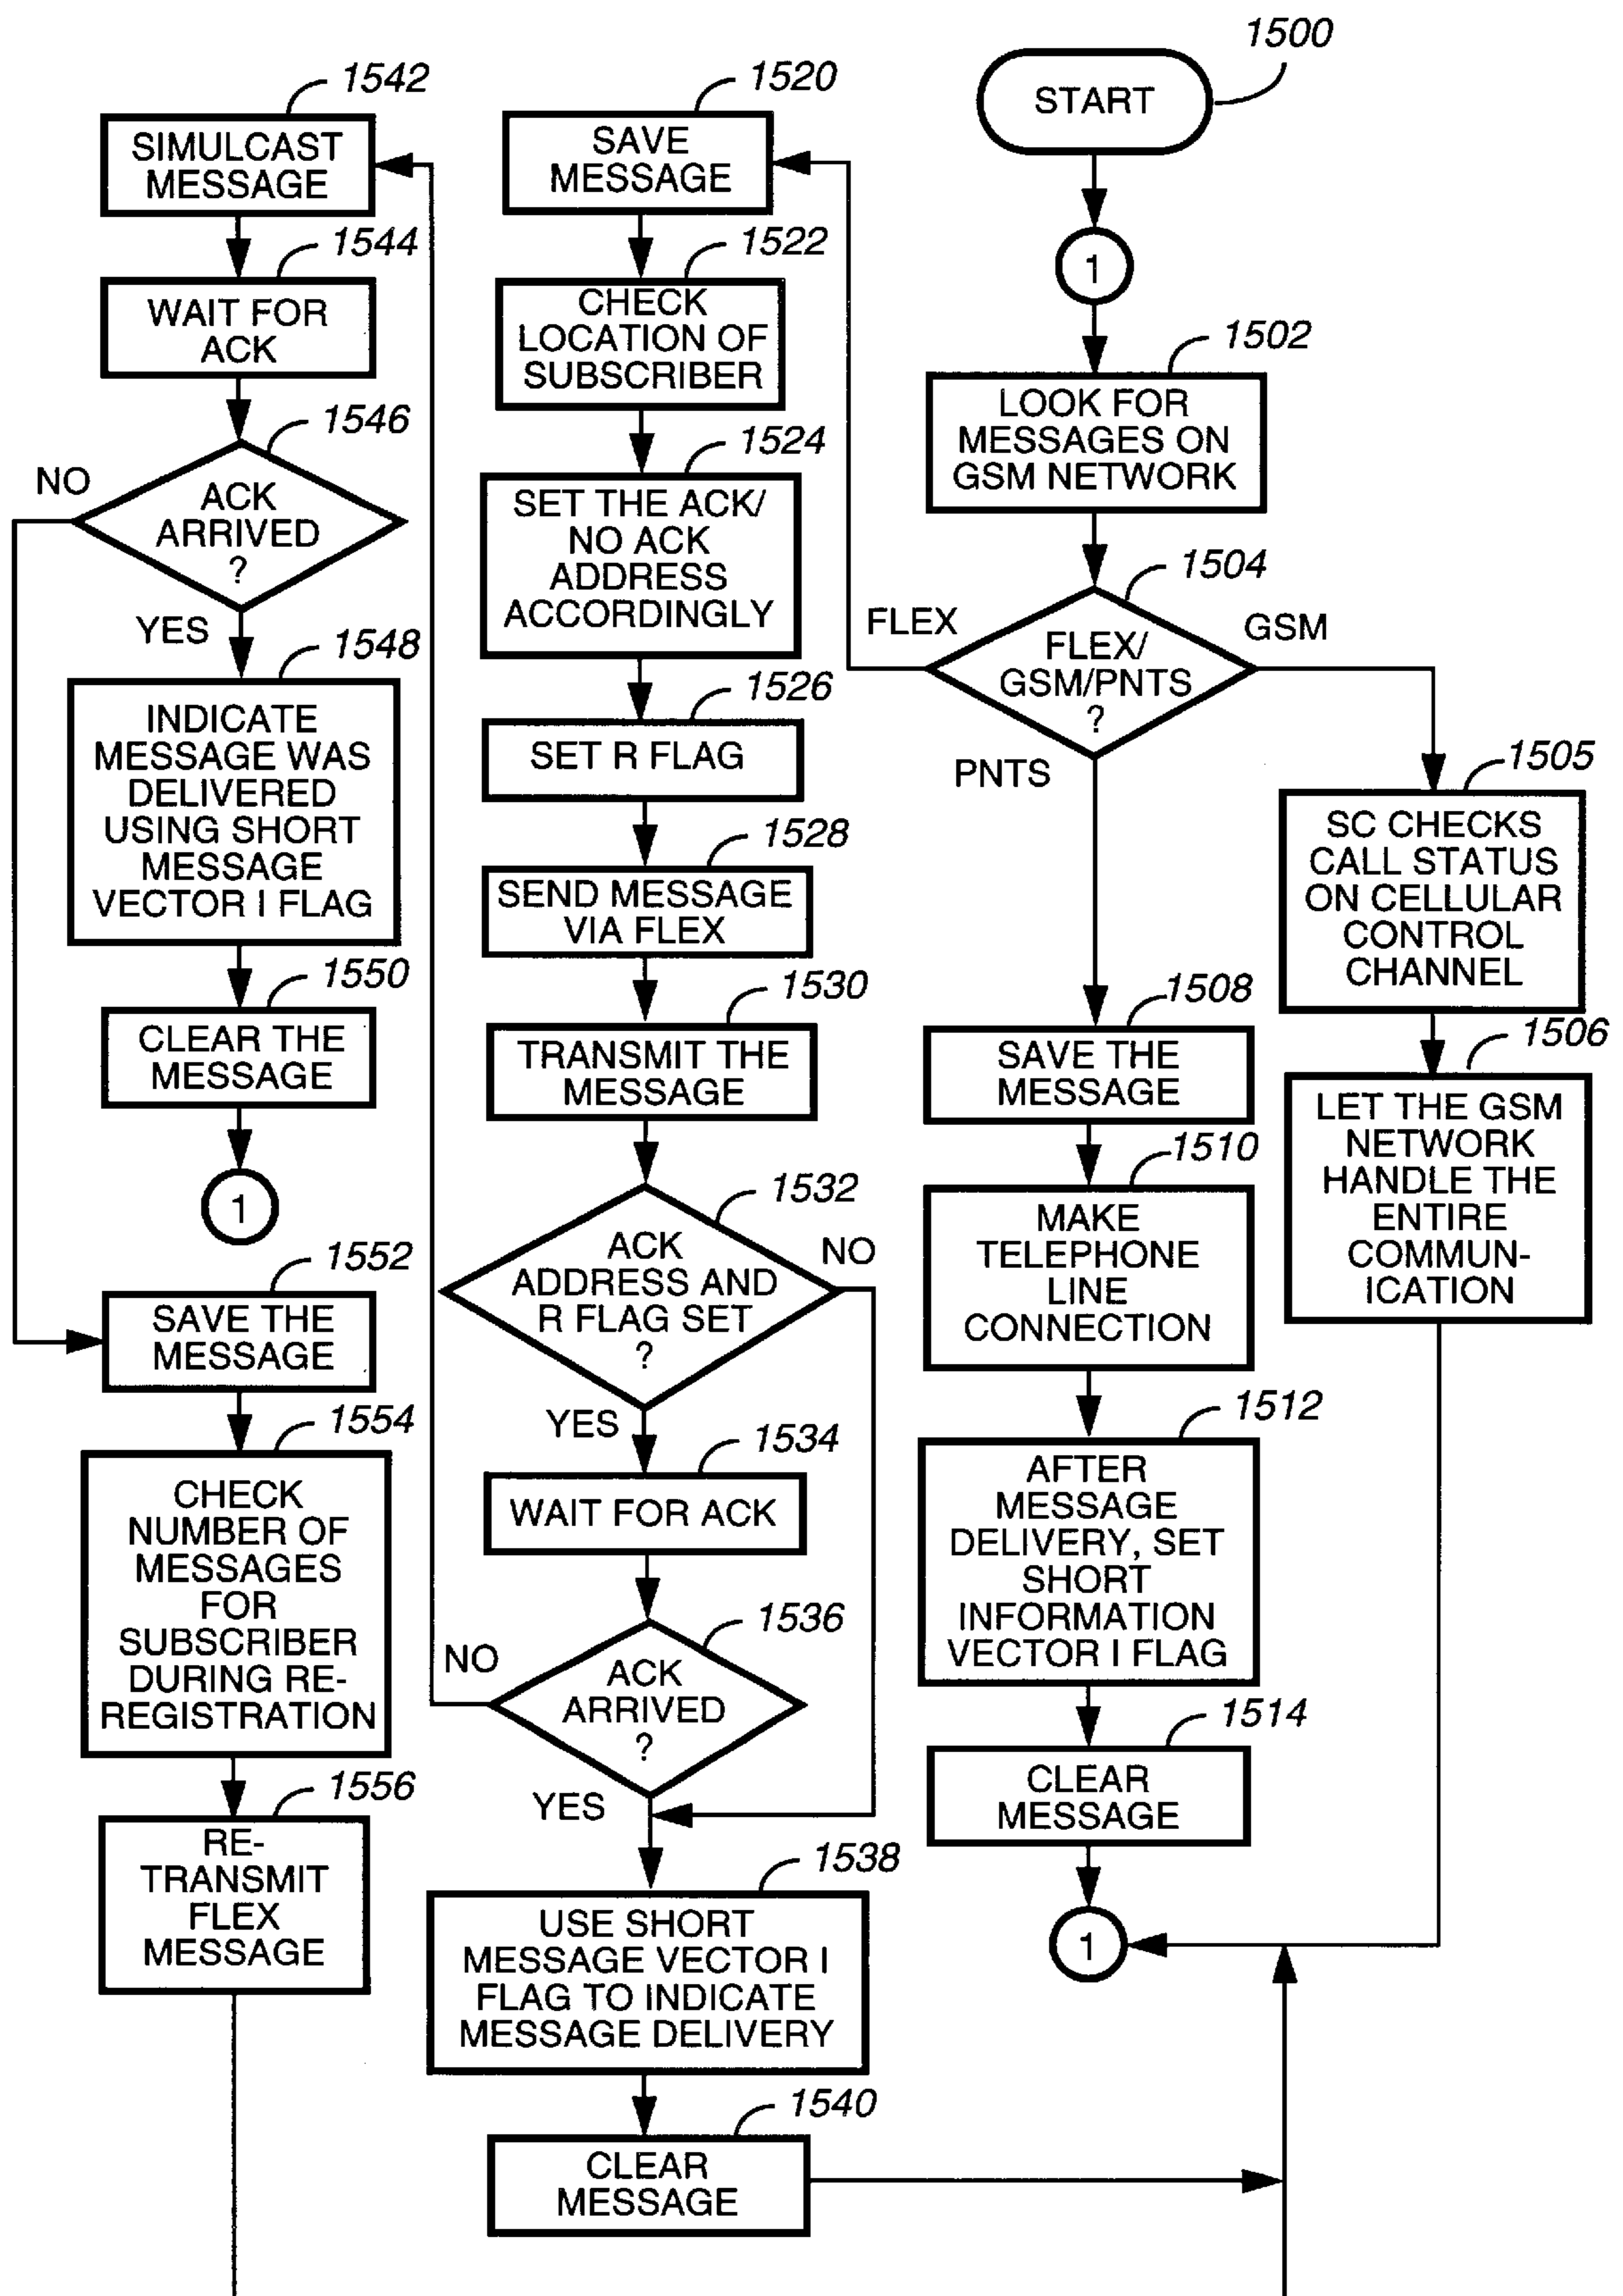 1500
START
1
1502
LOOK FOR
MESSAGES ON
GSM NETWORK
1504
FLEX
GSM
FLEX/
GSM/PNTS
?
PNTS
1505
SC CHECKS
CALL STATUS
ON CELLULAR
CONTROL
CHANNEL
1506
LET THE GSM
NETWORK
HANDLE THE
ENTIRE
COMMUN-
ICATION
1508
SAVE THE
MESSAGE
1510
MAKE
TELEPHONE
LINE
CONNECTION
1512
AFTER
MESSAGE
DELIVERY, SET
SHORT
INFORMATION
VECTOR I FLAG
1514
CLEAR
MESSAGE
1
1520
SAVE
MESSAGE
1522
CHECK
LOCATION OF
SUBSCRIBER
1524
SET THE ACK/
NO ACK
ADDRESS
ACCORDINGLY
1526
SET R FLAG
1528
SEND MESSAGE
VIA FLEX
1530
TRANSMIT THE
MESSAGE
1532
NO
ACK
ADDRESS AND
R FLAG SET
?
YES
1534
WAIT FOR ACK
1536
NO
ACK
ARRIVED
?
YES
1538
USE SHORT
MESSAGE VECTOR I
FLAG TO INDICATE
MESSAGE DELIVERY
1540
CLEAR
MESSAGE
1542
SIMULCAST
MESSAGE
1544
WAIT FOR
ACK
1546
NO
ACK
ARRIVED
?
YES
1548
INDICATE
MESSAGE WAS
DELIVERED
USING SHORT
MESSAGE
VECTOR I FLAG
1550
CLEAR THE
MESSAGE
1
1552
SAVE THE
MESSAGE
1554
CHECK
NUMBER OF
MESSAGES
FOR
SUBSCRIBER
DURING RE-
REGISTRATION
1556
RE-
TRANSMIT
FLEX
MESSAGE